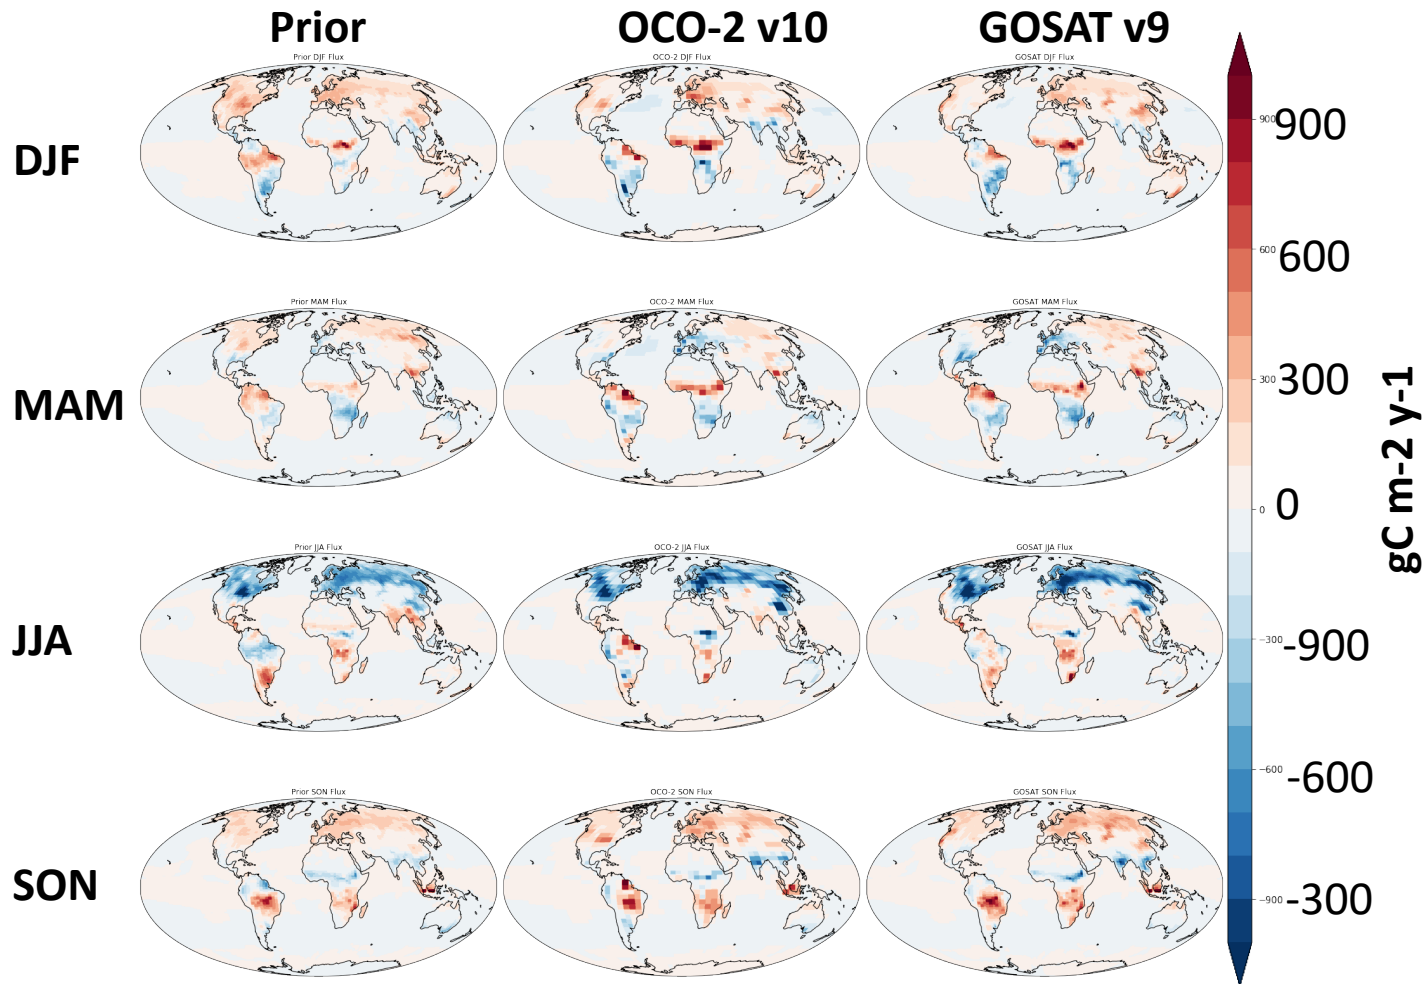 Prior OCO-2 v10 GOSAT v9
Prior DJF Flux OCO-2 DJF Flux GOSAT DJF Flux
DJF
Prior MAM Flux OCO-2 MAM Flux GOSAT MAM Flux
MAM
Prior JJA Flux OCO-2 JJA Flux GOSAT JJA Flux
JJA
Prior SON Flux OCO-2 SON Flux GOSAT SON Flux
SON
900 900
600 600
300 300
0 0
−300 -900
−600 -600
−900 -300
gC m-2 y-1